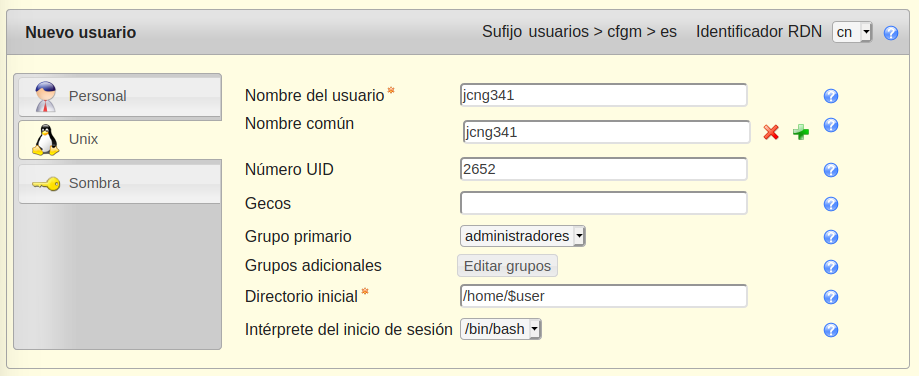 Nuevo usuario Sufijo usuarios > cfgm > es Identificador RDN cn
Personal
Unix
Sombra
Nombre del usuario* jcng341
Nombre común jcng341
Número UID 2652
Gecos
Grupo primario administradores
Grupos adicionales Editar grupos
Directorio inicial* /home/$user
Intérprete del inicio de sesión /bin/bash